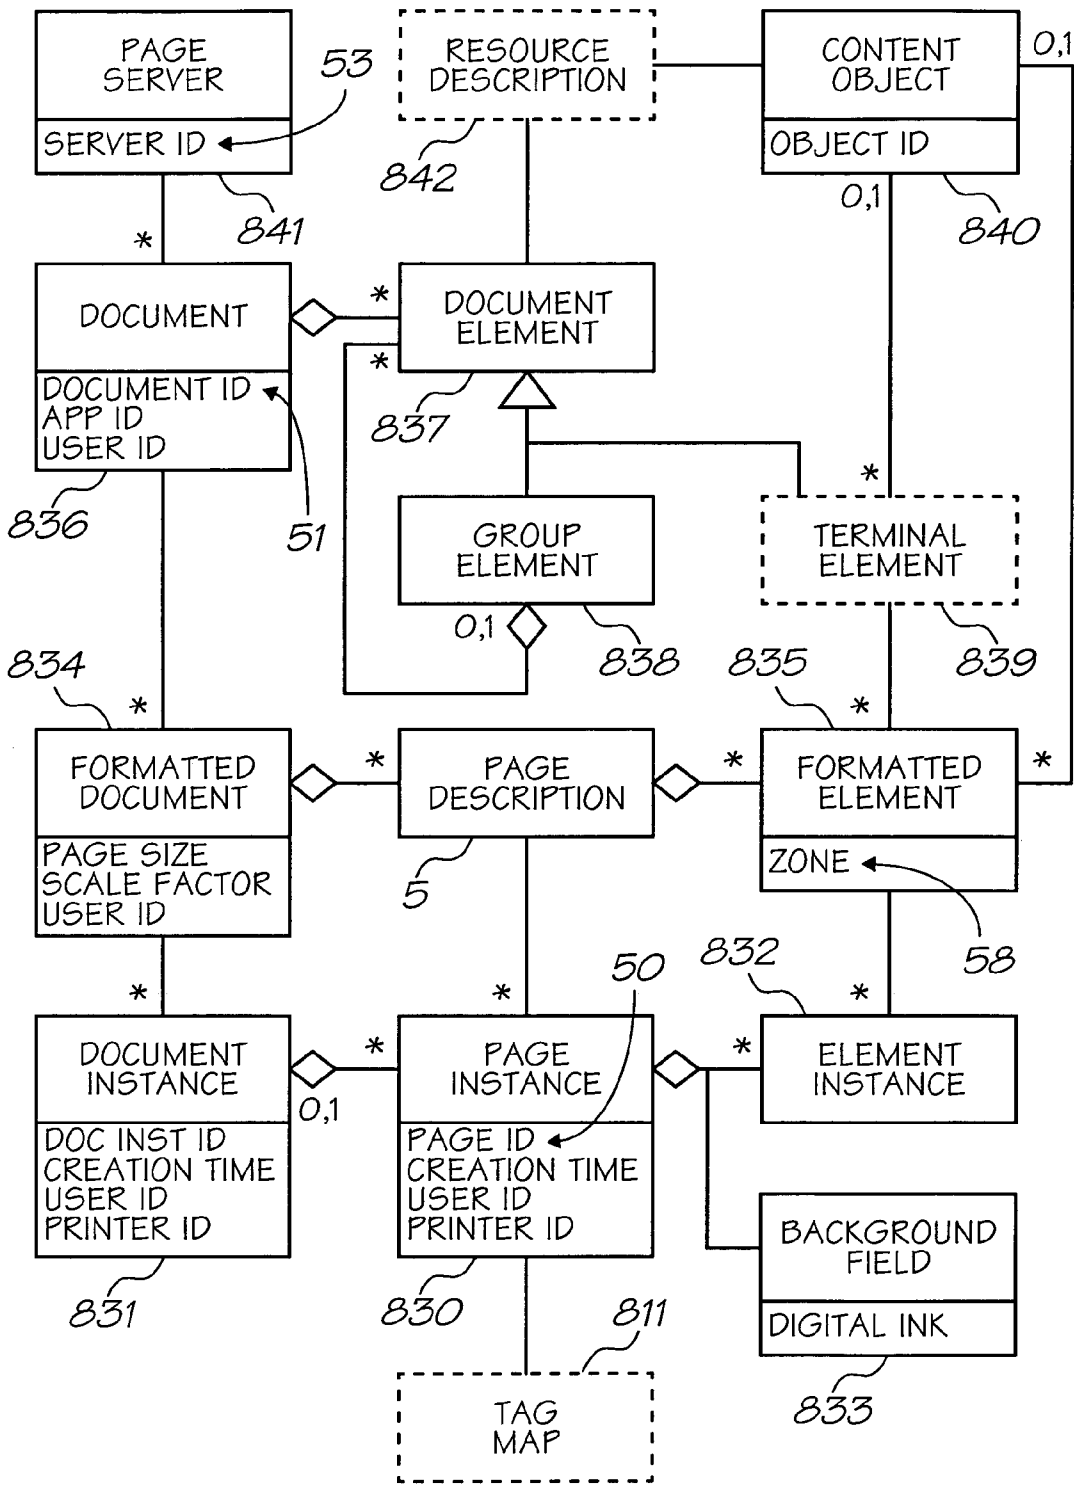 PAGE
SERVER
SERVER ID
53
841
RESOURCE
DESCRIPTION
842
CONTENT
OBJECT
OBJECT ID
0,1
0,1
840
*
DOCUMENT
DOCUMENT ID
APP ID
USER ID
836
51
*
*
DOCUMENT
ELEMENT
837
GROUP
ELEMENT
0,1
838
*
TERMINAL
ELEMENT
839
834
*
FORMATTED
DOCUMENT
PAGE SIZE
SCALE FACTOR
USER ID
*
PAGE
DESCRIPTION
5
835
*
*
*
FORMATTED
ELEMENT
ZONE
58
*
DOCUMENT
INSTANCE
0,1
DOC INST ID
CREATION TIME
USER ID
PRINTER ID
831
*
*
50
PAGE
INSTANCE
PAGE ID
CREATION TIME
USER ID
PRINTER ID
830
832
*
*
ELEMENT
INSTANCE
BACKGROUND
FIELD
DIGITAL INK
833
811
TAG
MAP